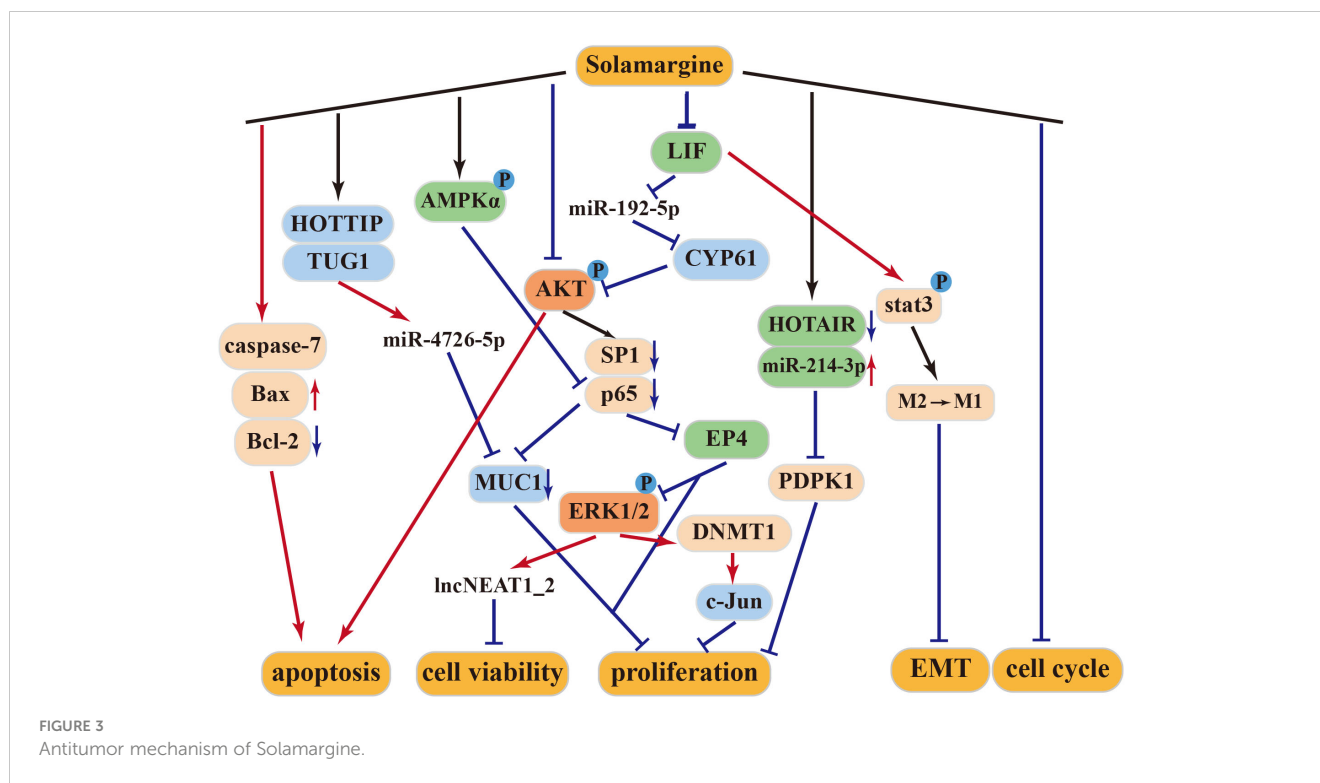 Solamargine
LIF
P
AMPKα
miR-192-5p
HOTTIP
TUG1
CYP61
P
AKT
P
stat3
HOTAIR
miR-214-3p
caspase-7
miR-4726-5p
SP1
p65
Bax
Bcl-2
M2→M1
EP4
MUC1
P
ERK1/2
PDPK1
DNMT1
lncNEAT1_2
c-Jun
apoptosis
cell viability
proliferation
EMT
cell cycle
FIGURE 3
Antitumor mechanism of Solamargine.